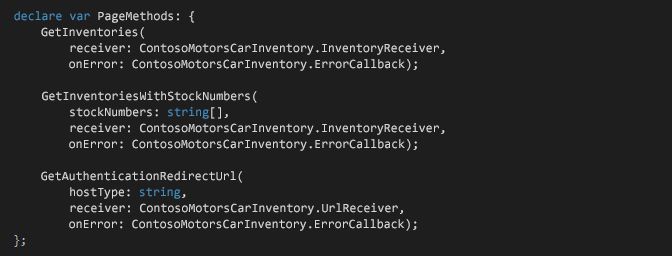 declare var PageMethods: {
GetInventories(
receiver: ContosoMotorsCarInventory.InventoryReceiver,
onError: ContosoMotorsCarInventory.ErrorCallback);
GetInventoriesWithStockNumbers(
stockNumbers: string[],
receiver: ContosoMotorsCarInventory.InventoryReceiver,
onError: ContosoMotorsCarInventory.ErrorCallback);
GetAuthenticationRedirectUrl(
hostType: string,
receiver: ContosoMotorsCarInventory.UrlReceiver,
onError: ContosoMotorsCarInventory.ErrorCallback);
};